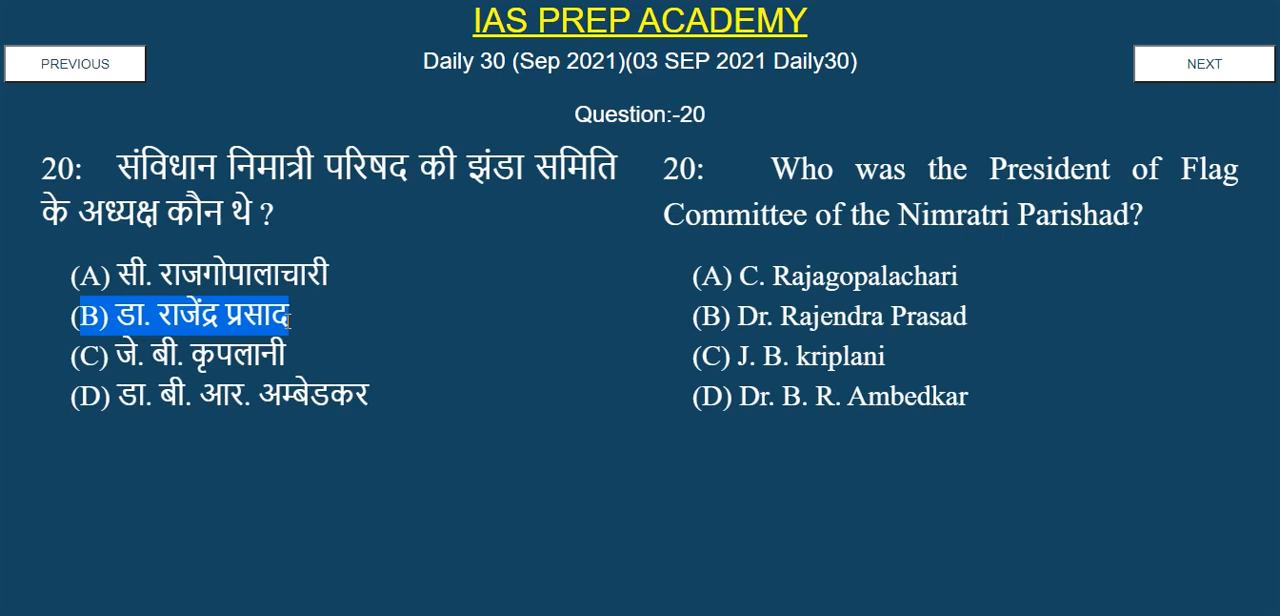 IAS PREP ACADEMY
PREVIOUS
Daily 30 (Sep 2021)(03 SEP 2021 Daily30)
NEXT
Question:-20
20: संविधान निमात्री परिषद की झंडा समिति
के अध्यक्ष कौन थे ?
(A) सी. राजगोपालाचारी
(B) डा. राजेंद्र प्रसाद
(C) जे. बी. कृपलानी
(D) डा. बी. आर. अम्बेडकर
20: Who was the President of Flag
Committee of the Nimratri Parishad?
(A) C. Rajagopalachari
(B) Dr. Rajendra Prasad
(C) J. B. kriplani
(D) Dr. B. R. Ambedkar